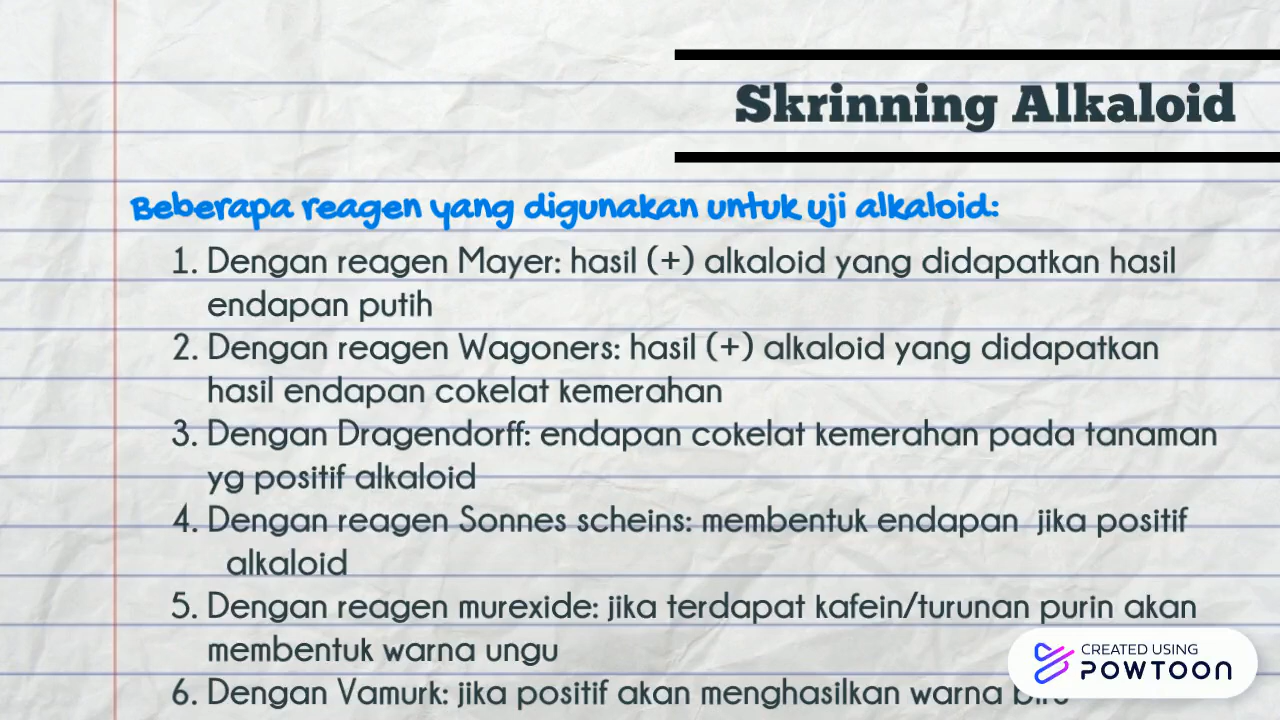 Skrinning Alkaloid
Beberapa reagen yang digunakan untuk uji alkaloid:
1. Dengan reagen Mayer: hasil (+) alkaloid yang didapatkan hasil
endapan putih
2. Dengan reagen Wagoners: hasil (+) alkaloid yang didapatkan
hasil endapan cokelat kemerahan
3. Dengan Dragendorff: endapan cokelat kemerahan pada tanaman
yg positif alkaloid
4. Dengan reagen Sonnes scheins: membentuk endapan jika positif
alkaloid
5. Dengan reagen murexide: jika terdapat kafein/turunan purin akan
membentuk warna ungu
6. Dengan Vamurk: jika positif akan menghasilkan warna
CREATED USING
POWTOON